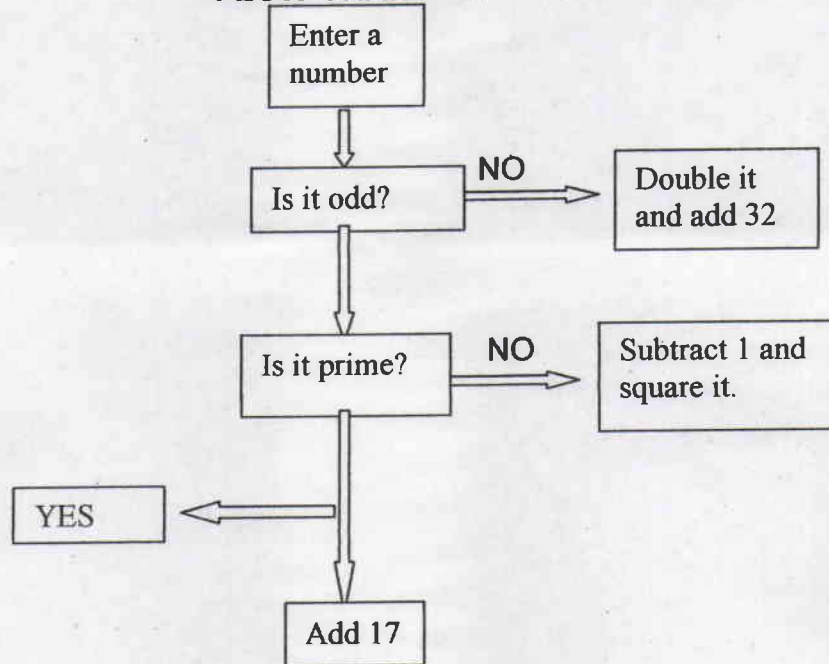 Enter a
number
Is it odd?
NO
Double it
and add 32
Is it prime?
NO
Subtract 1 and
square it.
YES
Add 17